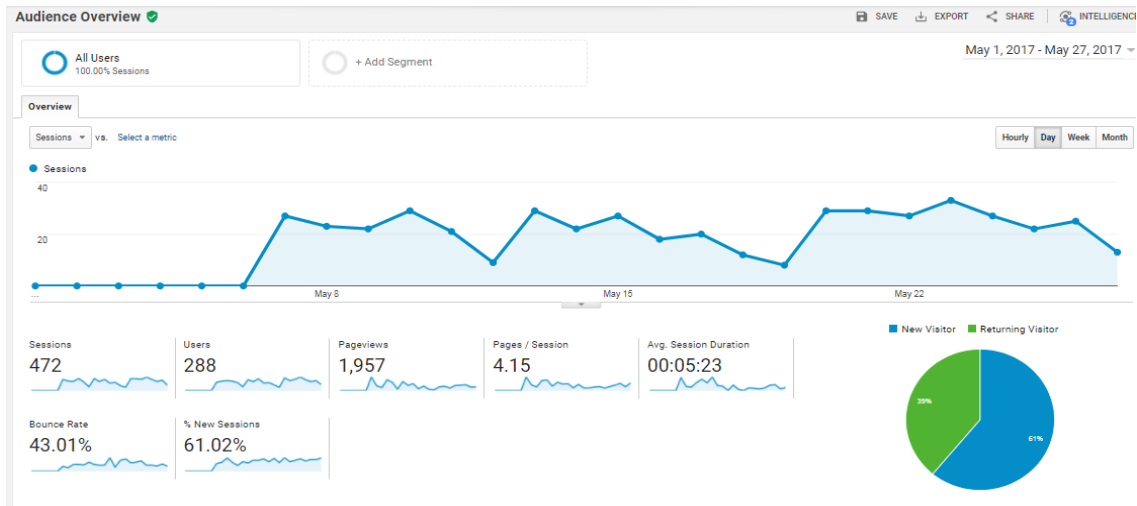 Audience Overview
SAVE EXPORT SHARE 2 INTELLIGENCE
All Users
100.00% Sessions
+ Add Segment
May 1, 2017 - May 27, 2017
Overview
Sessions vs. Select a metric
Hourly Day Week Month
Sessions
40
20
... May 8 May 15 May 22
New Visitor Returning Visitor
Sessions
472
Users
288
Pageviews
1,957
Pages / Session
4.15
Avg. Session Duration
00:05:23
Bounce Rate
43.01%
% New Sessions
61.02%
39%
61%